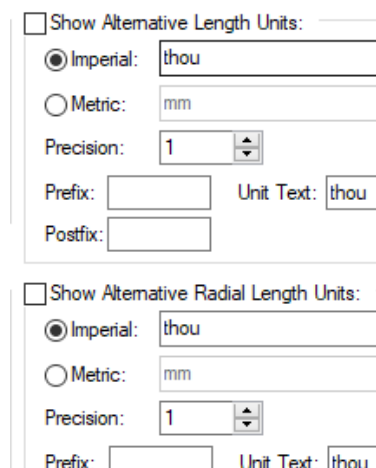 Show Alternative Length Units:
Imperial: thou
Metric: mm
Precision: 1
Prefix: Unit Text: thou
Postfix:
Show Alternative Radial Length Units:
Imperial: thou
Metric: mm
Precision: 1
Prefix: Unit Text: thou